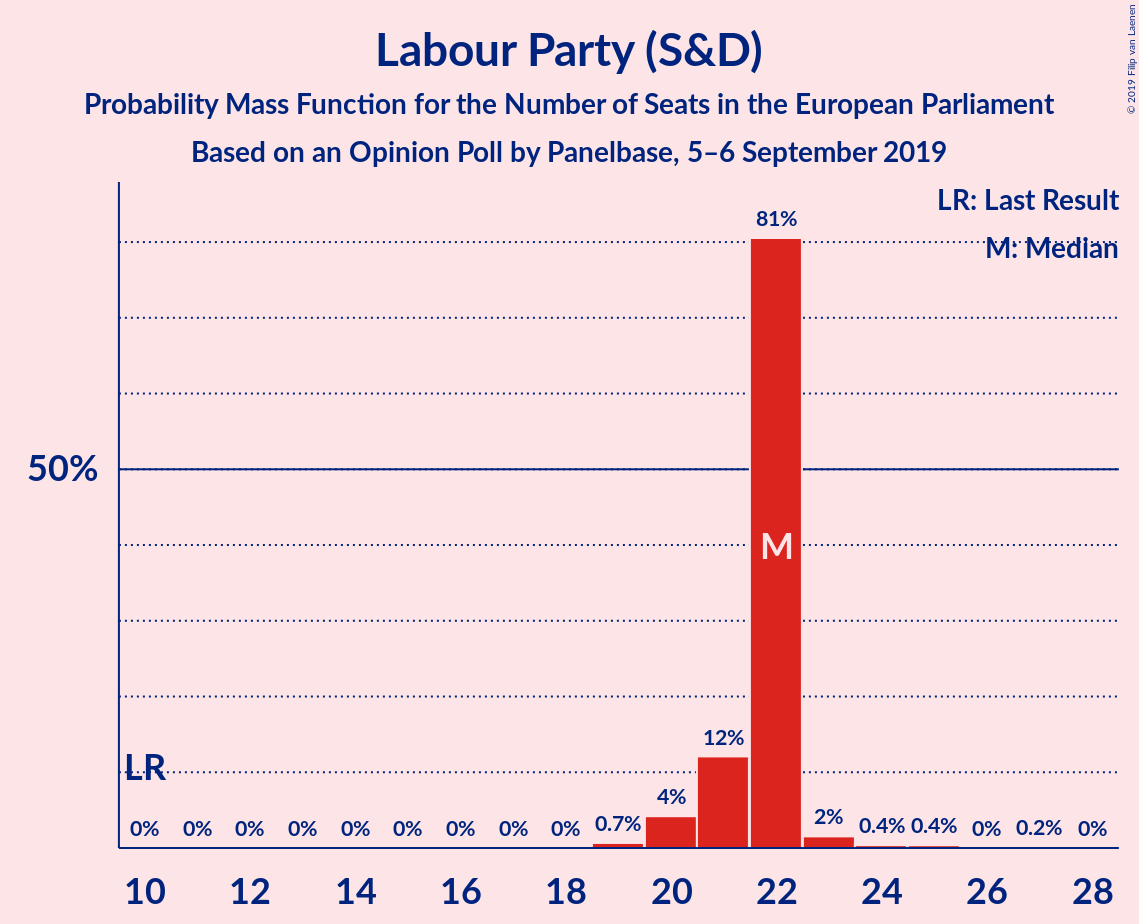 Labour Party (S&D)
Probability Mass Function for the Number of Seats in the European Parliament
Based on an Opinion Poll by Panelbase, 5–6 September 2019
© 2019 Filip van Laenen
LR: Last Result
M: Median
81%
50%
M
12%
LR
4%
0% 0% 0% 0% 0% 0% 0% 0% 0% 0.7% 2% 0.4% 0.4% 0% 0.2% 0%
10 12 14 16 18 20 22 24 26 28